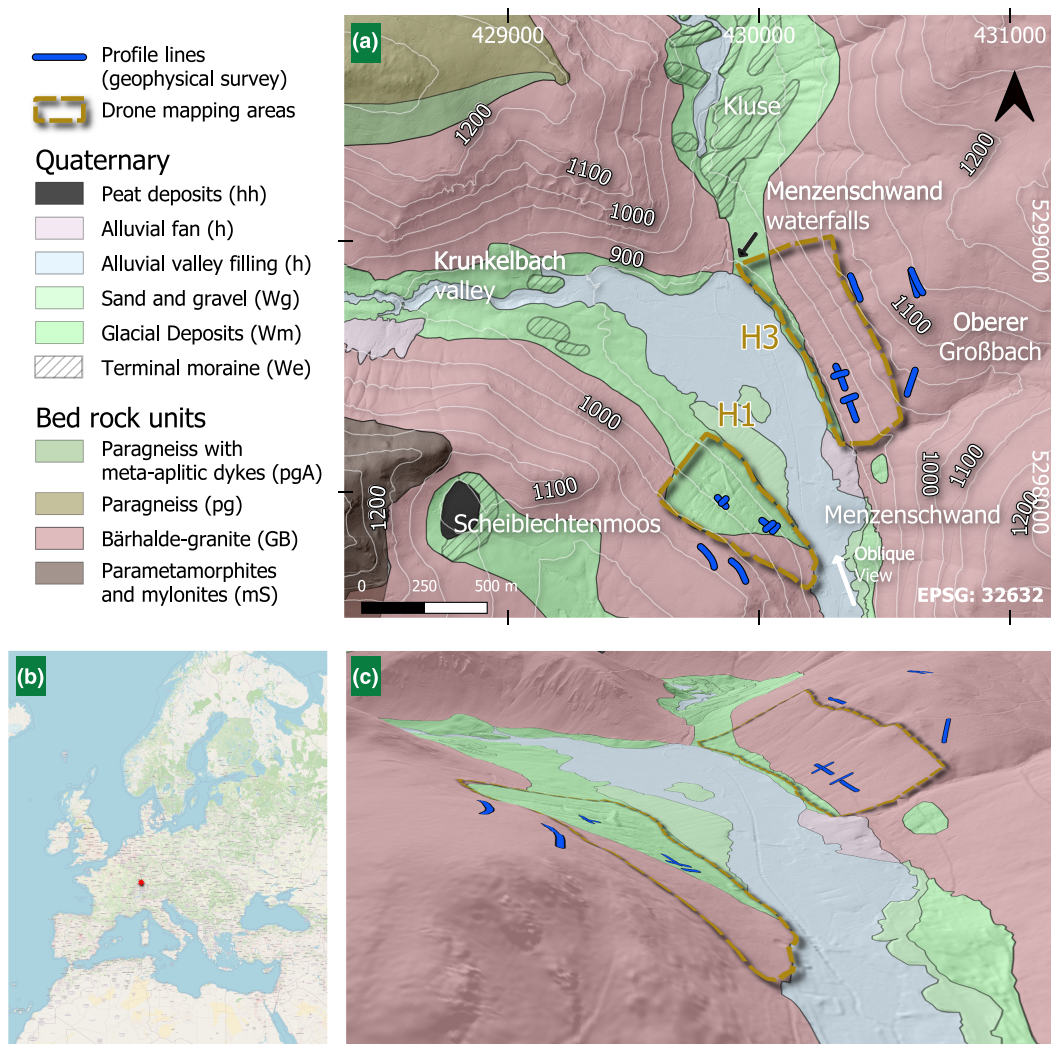 Profile lines
(geophysical survey)
Drone mapping areas
Quaternary
Peat deposits (hh)
Alluvial fan (h)
Alluvial valley filling (h)
Sand and gravel (Wg)
Glacial Deposits (Wm)
Terminal moraine (We)
Bed rock units
Paragneiss with
meta-aplitic dykes (pgA)
Paragneiss (pg)
Bärhalde-granite (GB)
Parametamorphites
and mylonites (mS)
(a)
429000
430000
431000
Kluse
1200
1200
1100
1000
900
Menzenschwand
waterfalls
5299000
Krunkelbach
valley
H3
1100
Oberer
Großbach
H1
1000
1000
1100
1200
5298000
1200
1100
Scheiblechtenmoos
Menzenschwand
Oblique
View
0
250
500 m
EPSG: 32632
(b)
(c)